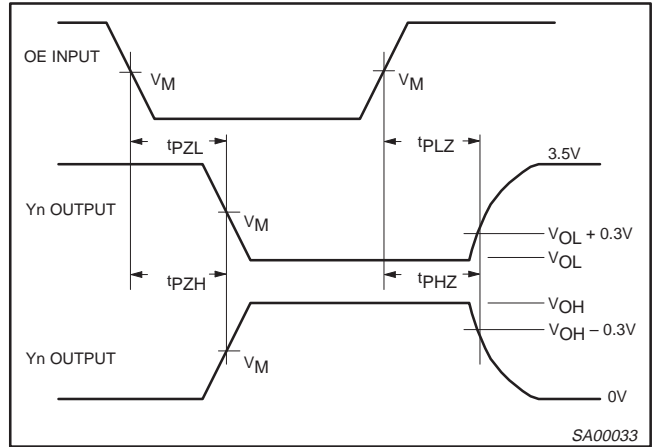 OE INPUT
VM
VM
tPZL
tPLZ
3.5V
Yn OUTPUT
VM
VOL + 0.3V
VOL
tPZH
tPHZ
VOH
VOH – 0.3V
Yn OUTPUT
VM
0V
SA00033